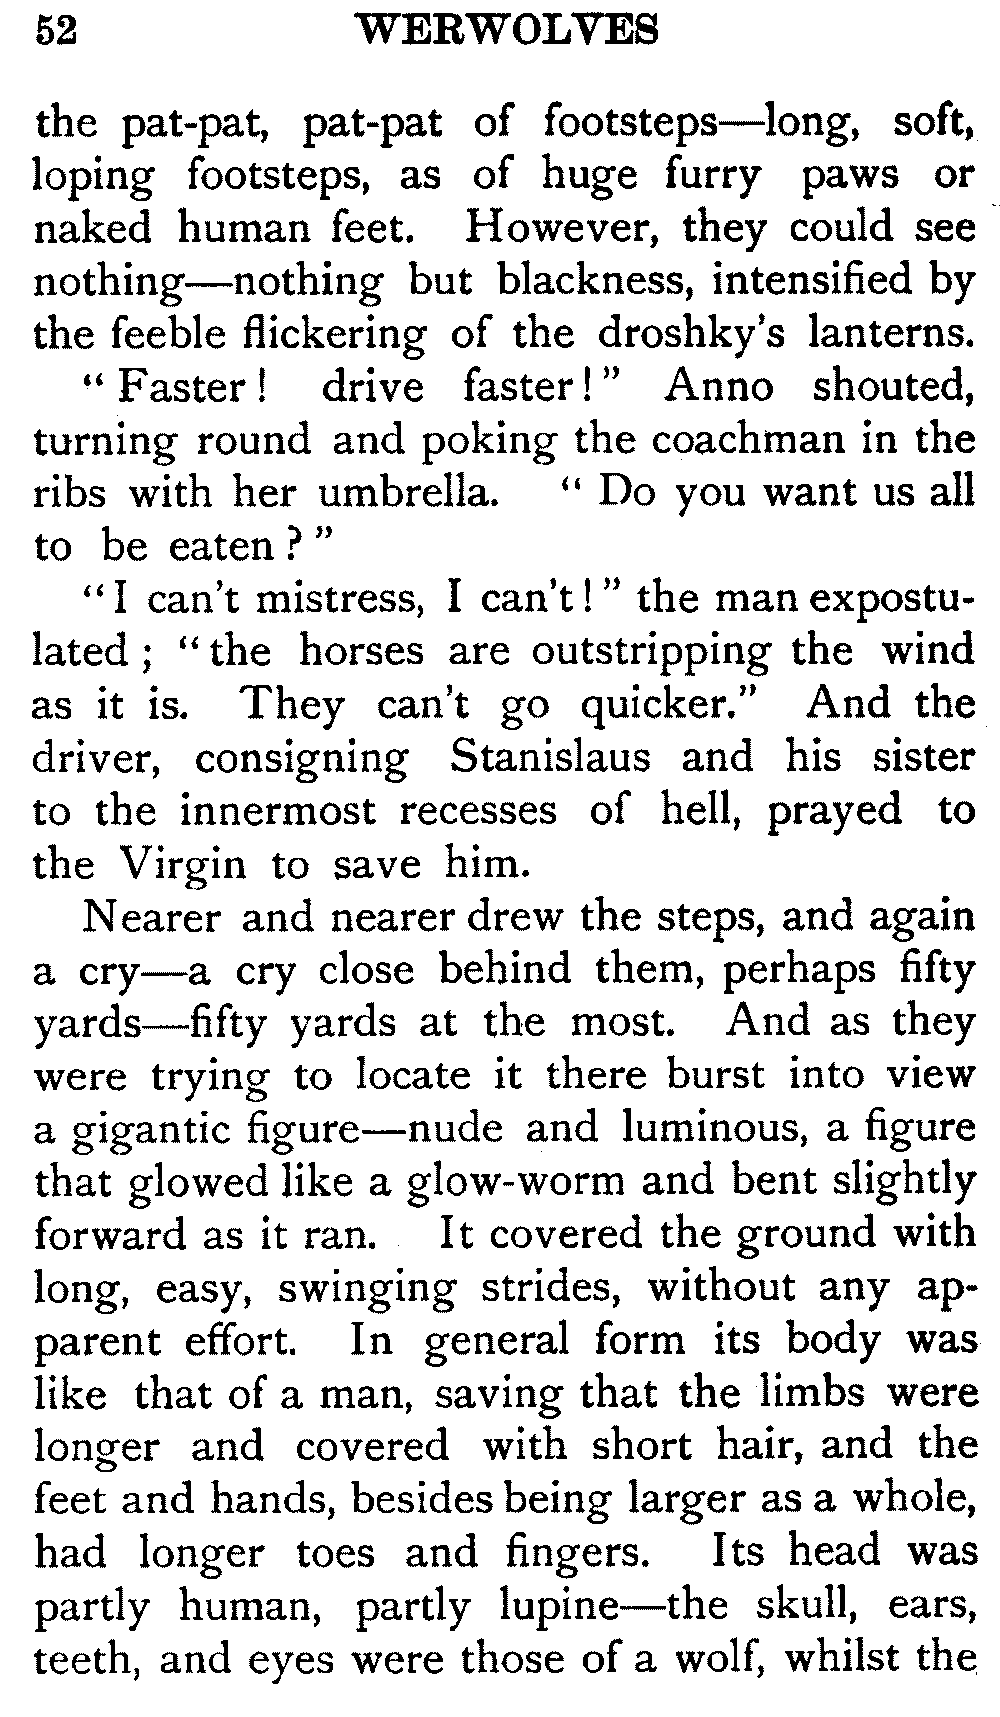 52 WERWOLVES
the pat-pat, pat-pat of footsteps—long, soft,
loping footsteps, as of huge furry paws or
naked human feet. However, they could see
nothing—nothing but blackness, intensified by
the feeble flickering of the droshky's lanterns.
"Faster! drive faster!" Anno shouted,
turning round and poking the coachman in the
ribs with her umbrella. "Do you want us all
to be eaten?"
"I can't mistress, I can't!" the man expostu-
lated; "the horses are outstripping the wind
as it is. They can't go quicker." And the
driver, consigning Stanislaus and his sister
to the innermost recesses of hell, prayed to
the Virgin to save him.
Nearer and nearer drew the steps, and again
a cry—a cry close behind them, perhaps fifty
yards—fifty yards at the most. And as they
were trying to locate it there burst into view
a gigantic figure—nude and luminous, a figure
that glowed like a glow-worm and bent slightly
forward as it ran. It covered the ground with
long, easy, swinging strides, without any ap-
parent effort. In general form its body was
like that of a man, saving that the limbs were
longer and covered with short hair, and the
feet and hands, besides being larger as a whole,
had longer toes and fingers. Its head was
partly human, partly lupine—the skull, ears,
teeth, and eyes were those of a wolf, whilst the